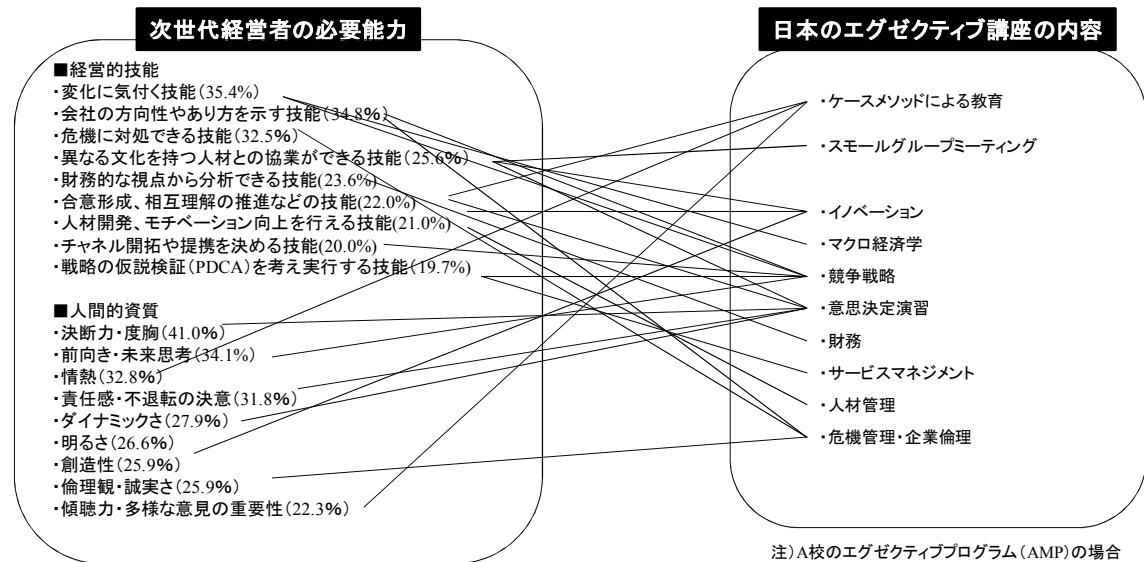 次世代経営者の必要能力
■経営的技能
・変化に気付く技能(35.4%)
・会社の方向性やあり方を示す技能(34.8%)
・危機に対処できる技能(32.5%)
・異なる文化を持つ人材との協業ができる技能(25.6%)
・財務的な視点から分析できる技能(23.6%)
・合意形成、相互理解の推進などの技能(22.0%)
・人材開発、モチベーション向上を行える技能(21.0%)
・チャネル開拓や提携を決める技能(20.0%)
・戦略の仮説検証(PDCA)を考え実行する技能(19.7%)
■人間的資質
・決断力・度胸(41.0%)
・前向き・未来思考(34.1%)
・情熱(32.8%)
・責任感・不退転の決意(31.8%)
・ダイナミックさ(27.9%)
・明るさ(26.6%)
・創造性(25.9%)
・倫理観・誠実さ(25.9%)
・傾聴力・多様な意見の重要性(22.3%)
日本のエグゼクティブ講座の内容
・ケースメソッドによる教育
・スモールグループミーティング
・イノベーション
・マクロ経済学
・競争戦略
・意思決定演習
・財務
・サービスマネジメント
・人材管理
・危機管理・企業倫理
注)A校のエグゼクティブプログラム(AMP)の場合